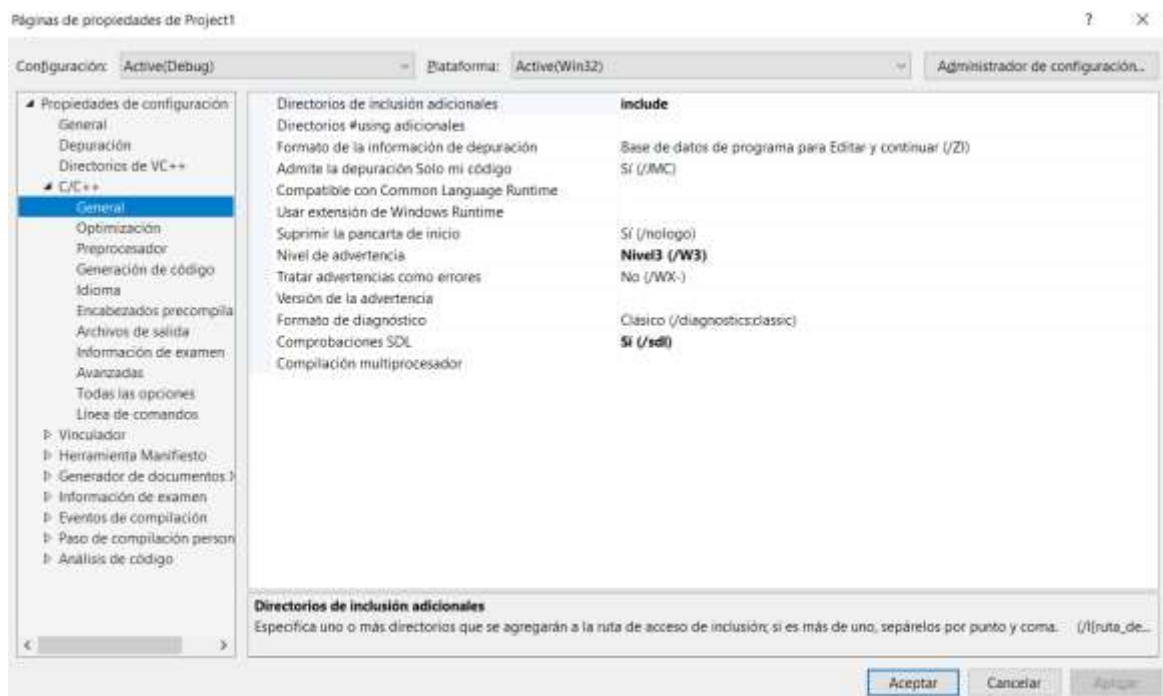 Páginas de propiedades de Project1 ? ×
Configuración: Active(Debug) Plataforma: Active(Win32) Administrador de configuración...
Propiedades de configuración
General
Depuración
Directorios de VC++
C/C++
General
Optimización
Preprocesador
Generación de código
Idioma
Encabezados precompila
Archivos de salida
Información de examen
Avanzadas
Todas las opciones
Línea de comandos
Vinculador
Herramienta Manifiesto
Generador de documentos X
Información de examen
Eventos de compilación
Paso de compilación person
Análisis de código
Directorios de inclusión adicionales include
Directorios #using adicionales
Formato de la información de depuración Base de datos de programa para Editar y continuar (/ZI)
Admite la depuración Solo mi código Sí (/JMC)
Compatible con Common Language Runtime
Usar extensión de Windows Runtime
Suprimir la pancarta de inicio Sí (/nologo)
Nivel de advertencia Nivel3 (/W3)
Tratar advertencias como errores No (/WX-)
Versión de la advertencia
Formato de diagnóstico Clásico (/diagnostics:classic)
Comprobaciones SDL Sí (/sdl)
Compilación multiprocesador
Directorios de inclusión adicionales
Especifica uno o más directorios que se agregarán a la ruta de acceso de inclusión; si es más de uno, sepárelos por punto y coma. (/I[ruta_de...
Aceptar Cancelar Aplicar